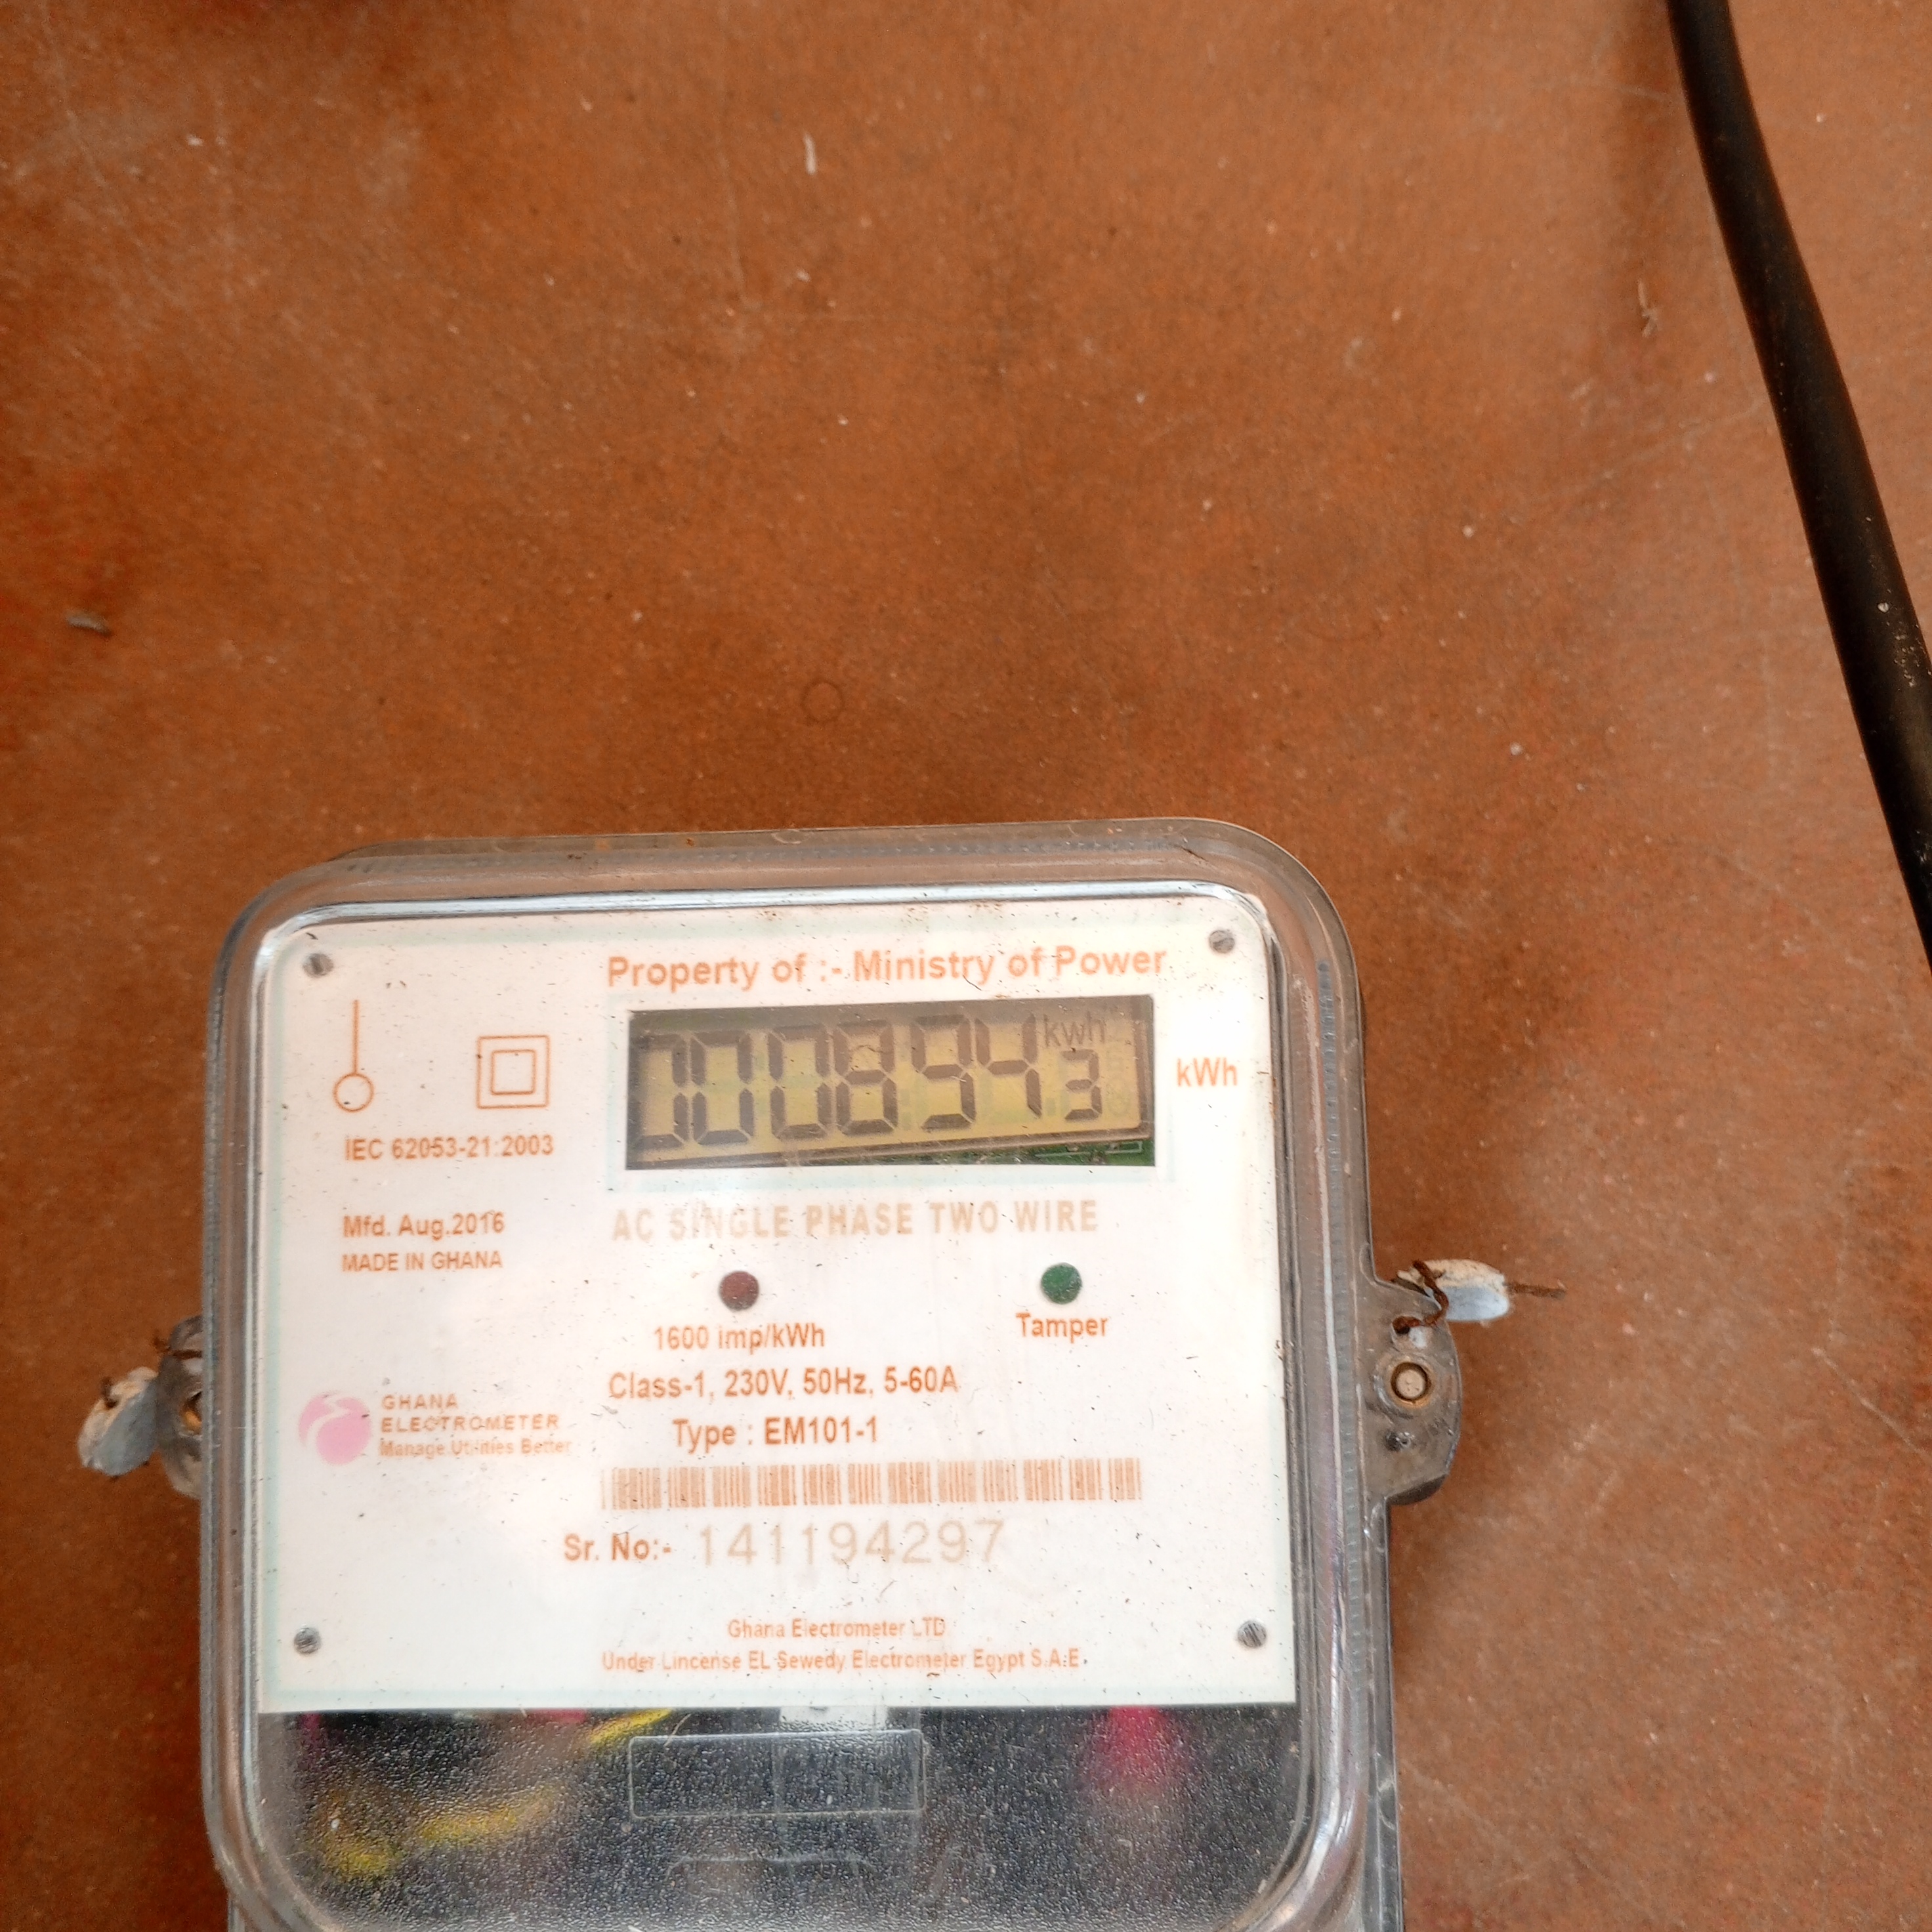 Property of :- Ministry of Power
0008943
kwh
kWh
IEC 62053-21:2003
Mfd. Aug.2016
MADE IN GHANA
AC SINGLE PHASE TWO WIRE
1600 imp/kWh
Tamper
Class-1, 230V, 50Hz, 5-60A
Type : EM101-1
GHANA
ELECTROMETER
Manage Utilities Better
Sr. No:- 141194297
Ghana Electrometer LTD
Under Lincense EL Sewedy Electrometer Egypt S.A.E.